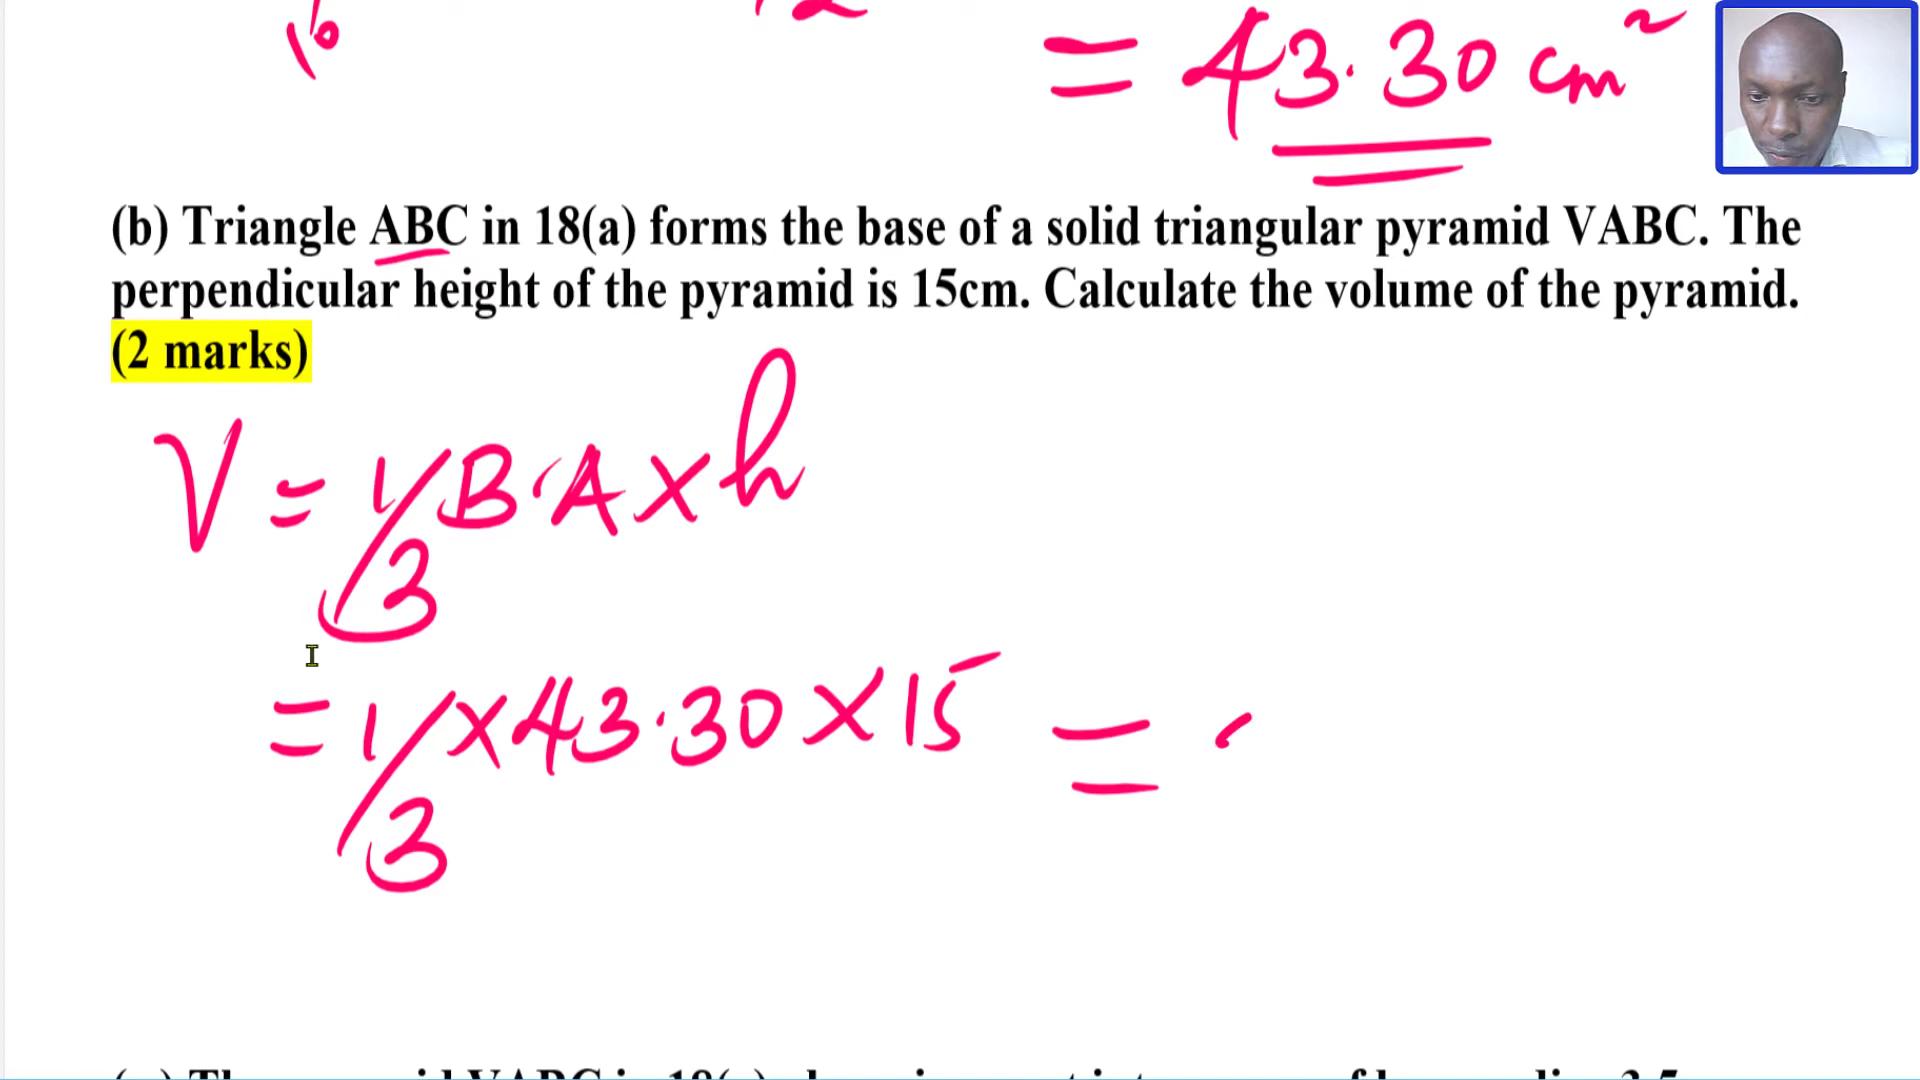 = 43.30 cm²
(b) Triangle ABC in 18(a) forms the base of a solid triangular pyramid VABC. The
perpendicular height of the pyramid is 15cm. Calculate the volume of the pyramid.
(2 marks)
V = 1/3 B.A x h
= 1/3 x 43.30 x 15 =